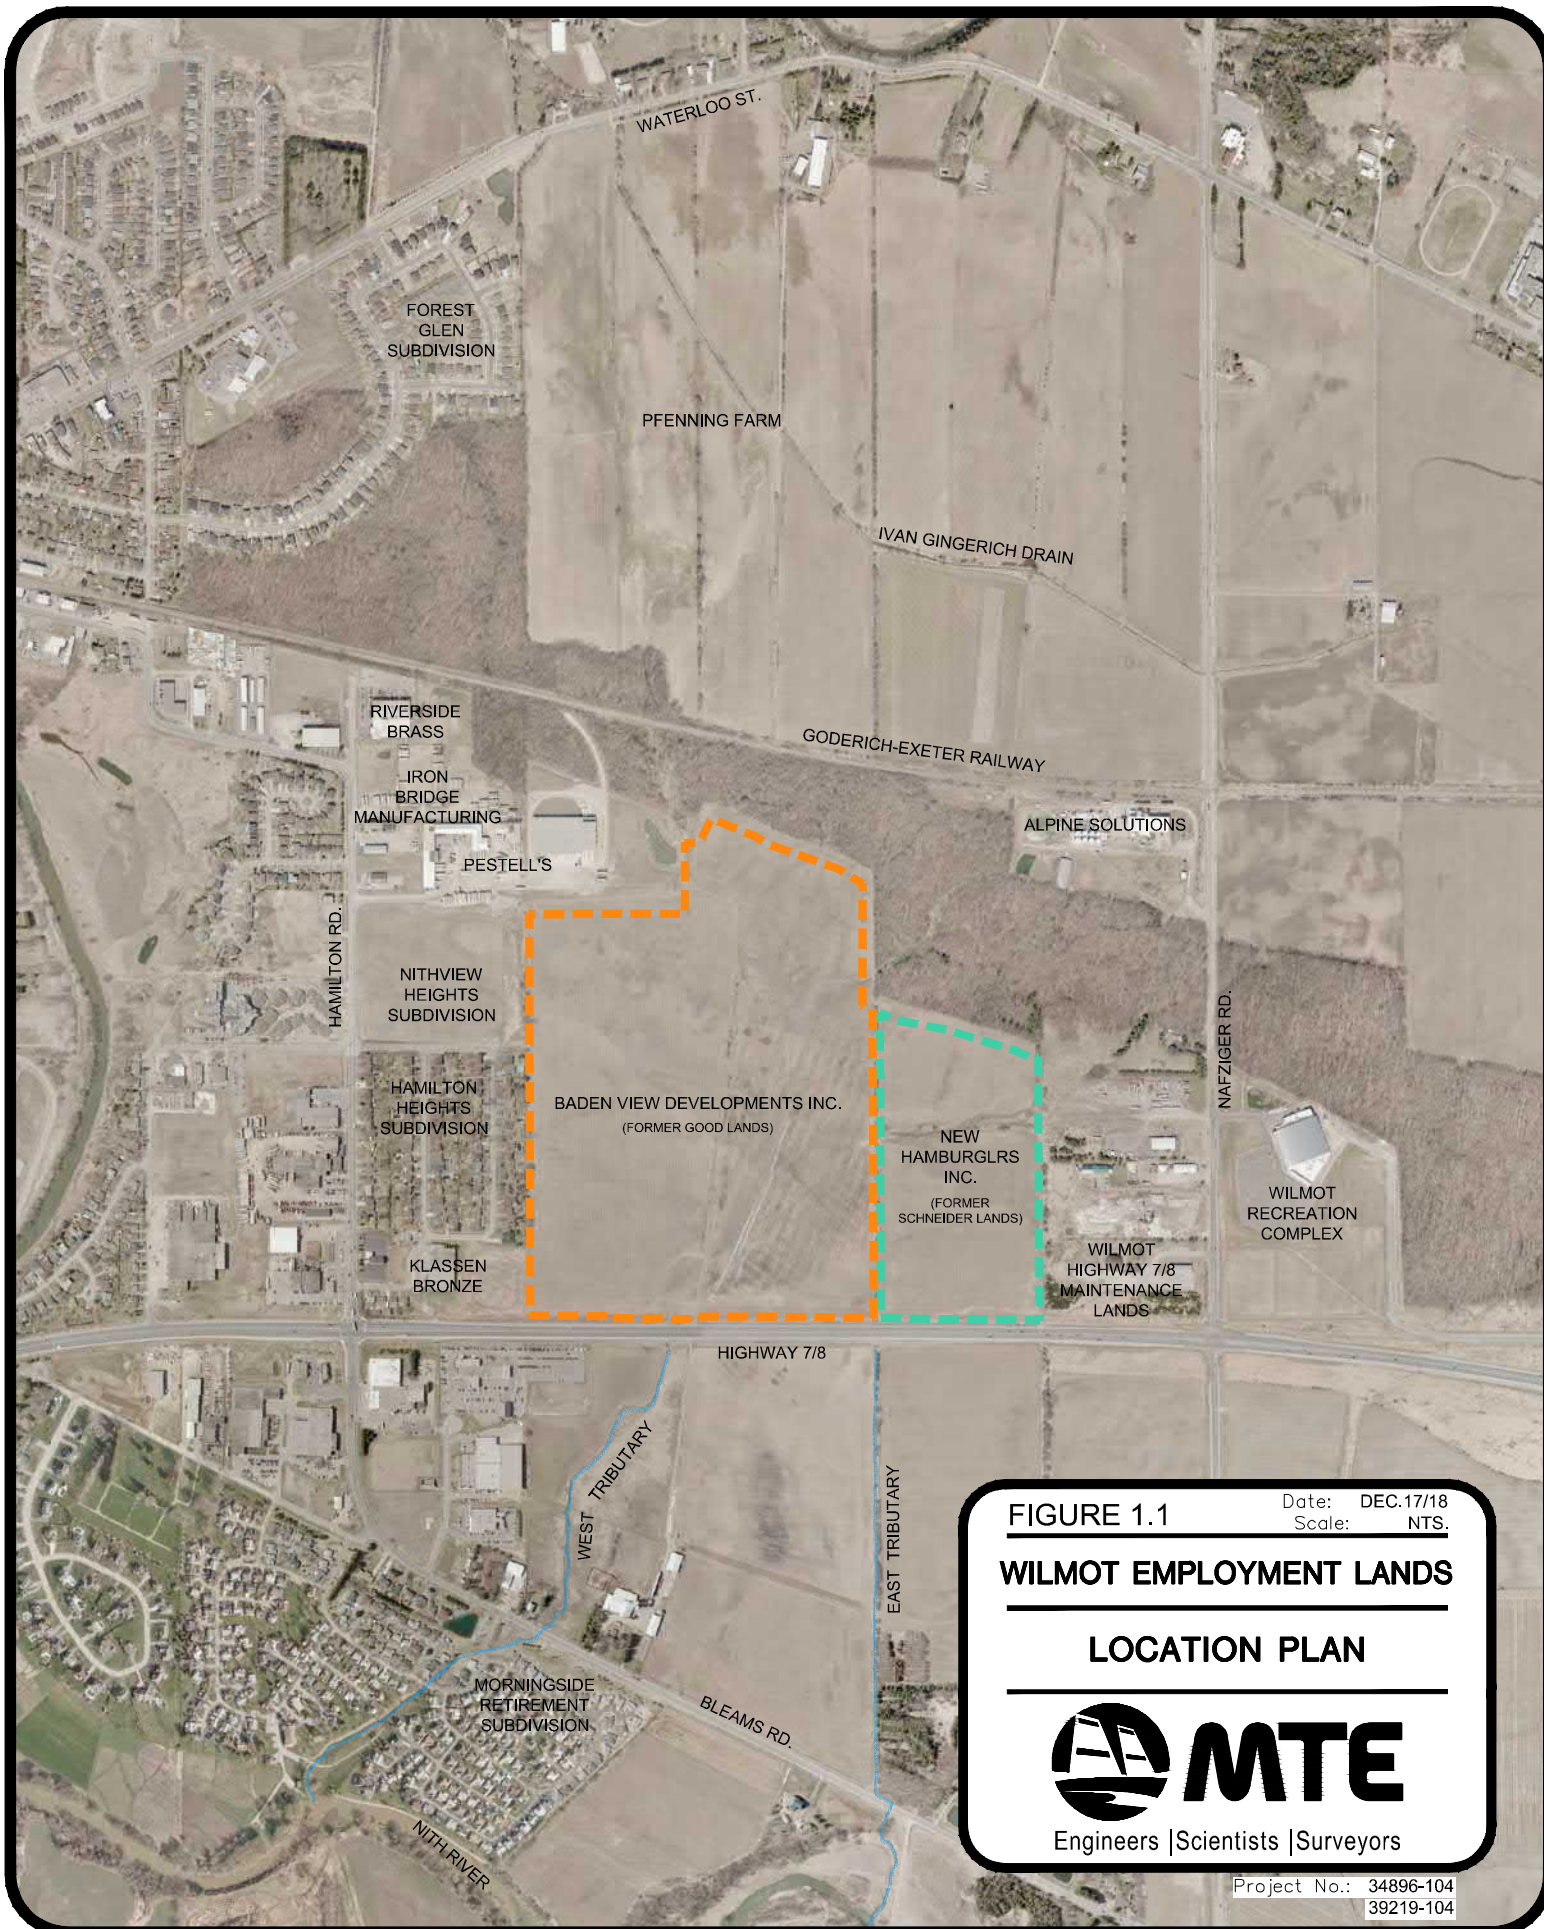 WATERLOO ST.
FOREST
GLEN
SUBDIVISION
PFENNING FARM
IVAN GINGERICH DRAIN
RIVERSIDE
BRASS
GODERICH-EXETER RAILWAY
IRON
BRIDGE
MANUFACTURING
ALPINE SOLUTIONS
PESTELL'S
HAMILTON RD.
NITHVIEW
HEIGHTS
SUBDIVISION
NAFZIGER RD.
HAMILTON
HEIGHTS
SUBDIVISION
BADEN VIEW DEVELOPMENTS INC.
(FORMER GOOD LANDS)
NEW
HAMBURGLRS
INC.
(FORMER
SCHNEIDER LANDS)
WILMOT
RECREATION
COMPLEX
KLASSEN
BRONZE
WILMOT
HIGHWAY 7/8
MAINTENANCE
LANDS
HIGHWAY 7/8
WEST TRIBUTARY
EAST TRIBUTARY
MORNINGSIDE
RETIREMENT
SUBDIVISION
BLEAMS RD.
NITH RIVER
FIGURE 1.1
Date: DEC.17/18
Scale: NTS.
WILMOT EMPLOYMENT LANDS
LOCATION PLAN
MTE
Engineers |Scientists |Surveyors
Project No.: 34896-104
39219-104